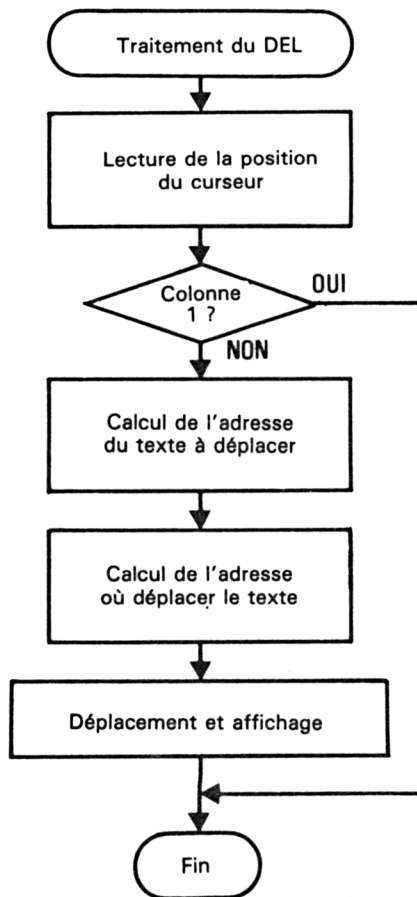 Traitement du DEL
Lecture de la position
du curseur
Colonne
1 ?
OUI
NON
Calcul de l'adresse
du texte à déplacer
Calcul de l'adresse
où déplacer le texte
Déplacement et affichage
Fin